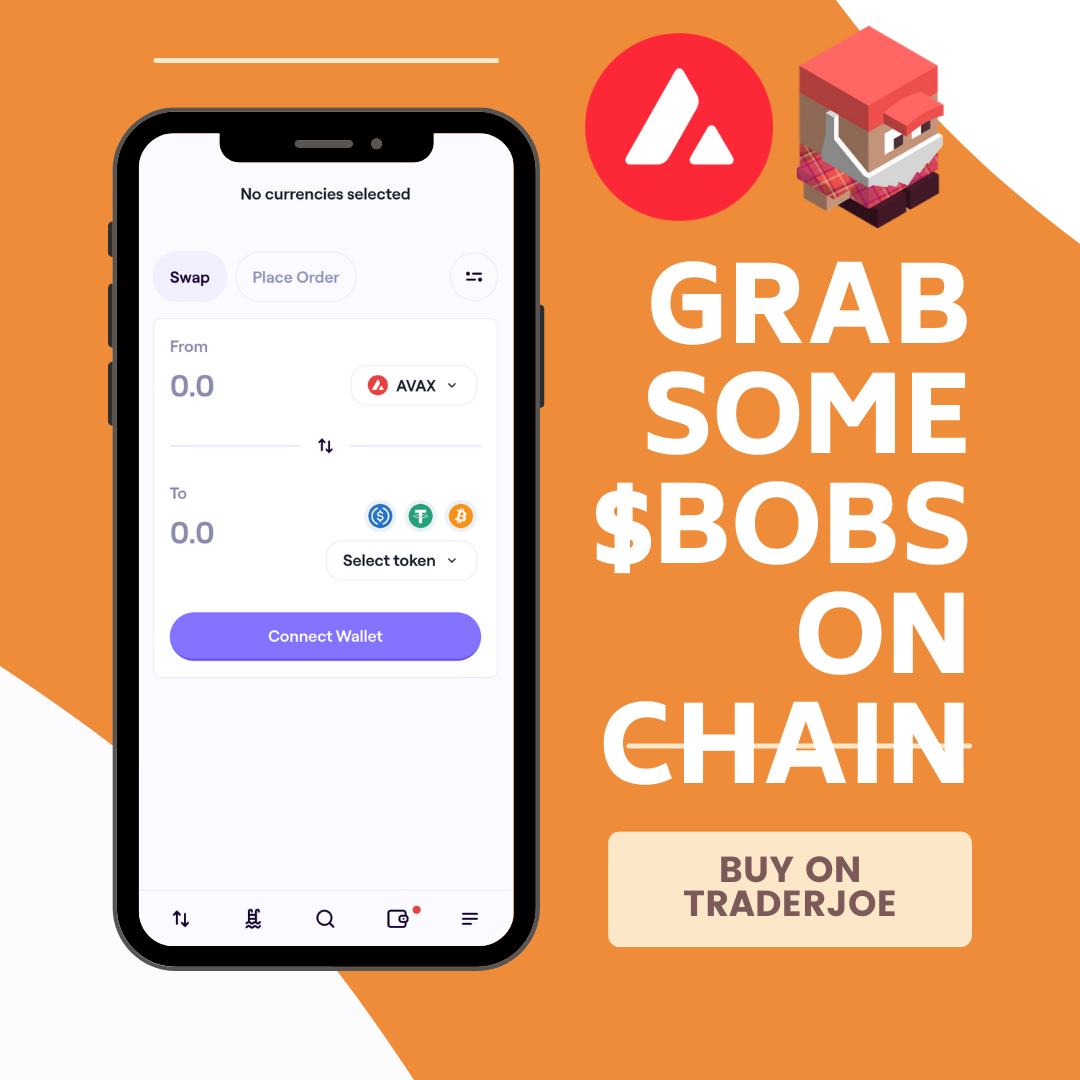 No currencies selected
Swap
Place Order
From
0.0
AVAX
To
0.0
Select token
Connect Wallet
GRAB
SOME
$BOBS
ON
CHAIN
BUY ON
TRADERJOE